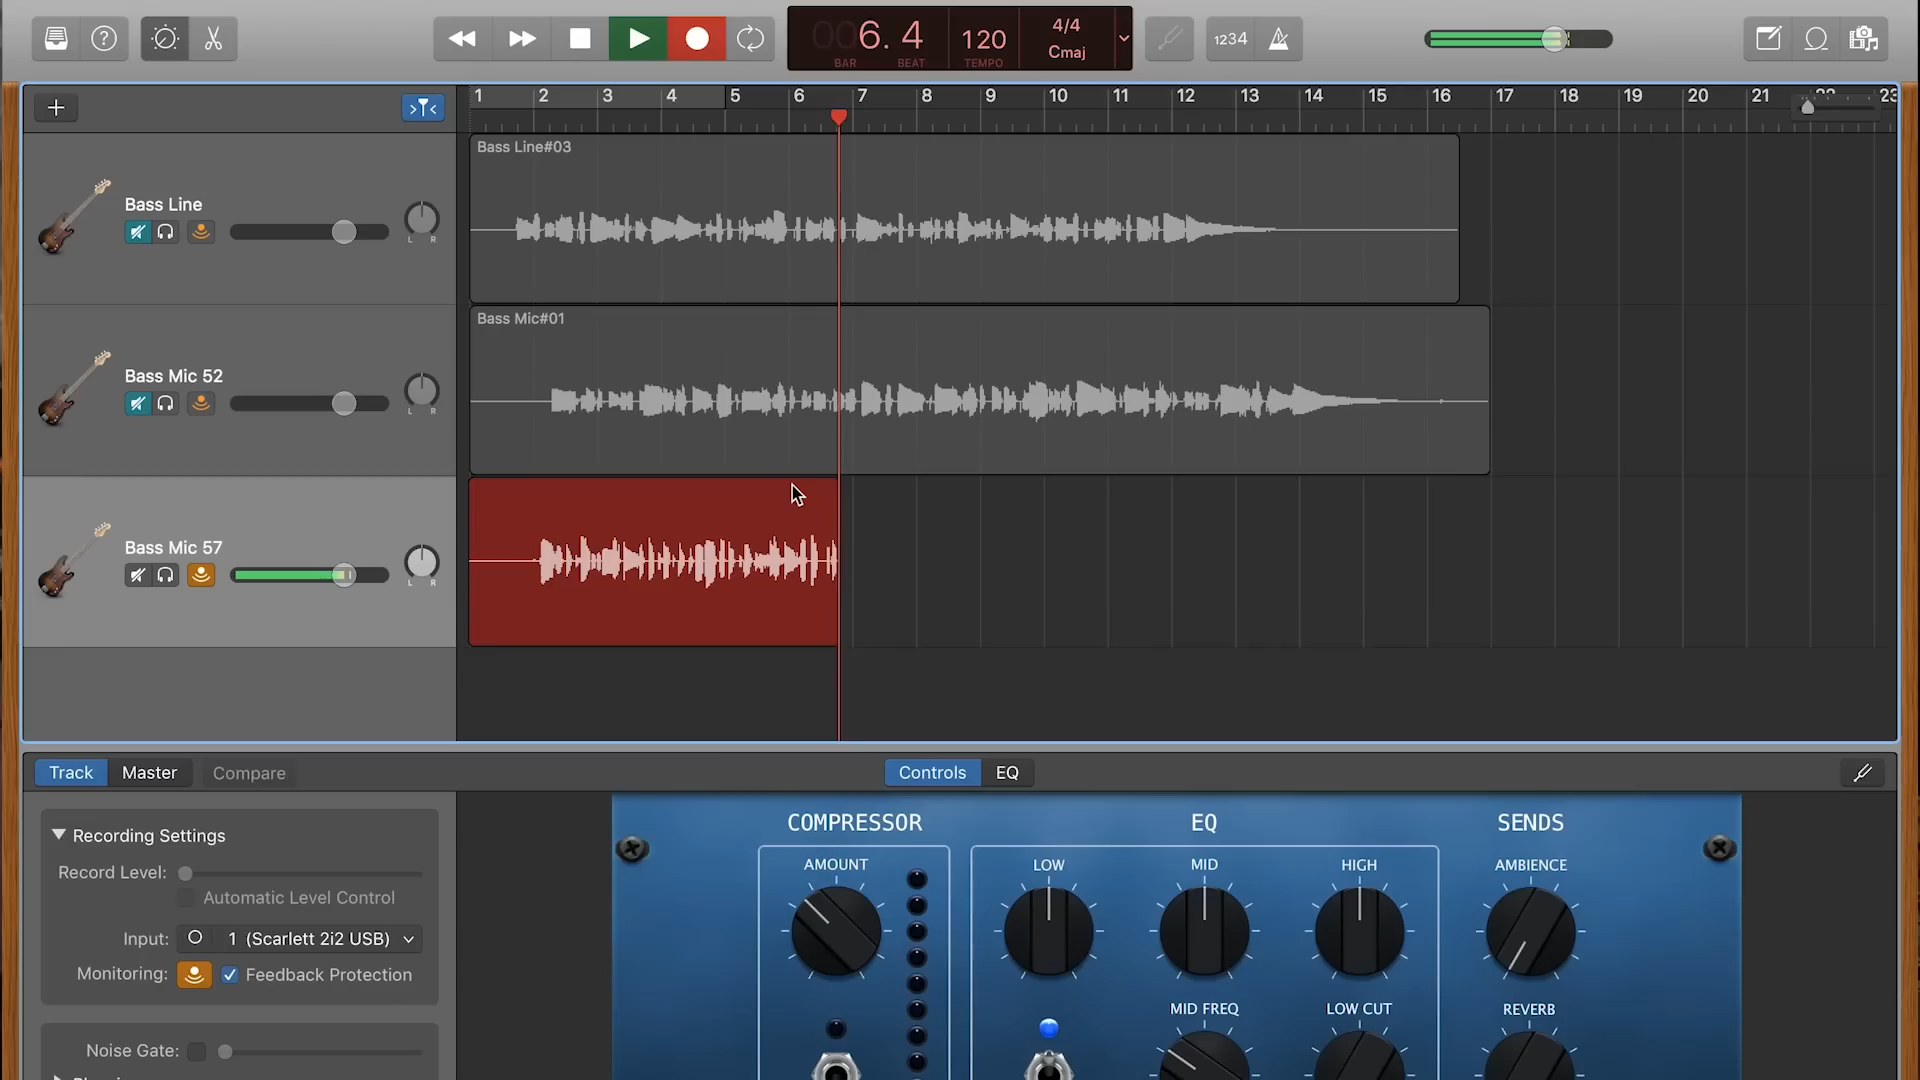 006. 4
BAR BEAT
120
TEMPO
4/4
Cmaj
1234
1 2 3 4 5 6 7 8 9 10 11 12 13 14 15 16 17 18 19 20 21 22 23
Bass Line
L R
Bass Line#03
Bass Mic 52
L R
Bass Mic#01
Bass Mic 57
L R
Track Master Compare
Controls EQ
Recording Settings
Record Level:
Automatic Level Control
Input: 1 (Scarlett 2i2 USB)
Monitoring: Feedback Protection
Noise Gate:
COMPRESSOR EQ SENDS
AMOUNT LOW MID HIGH AMBIENCE
MID FREQ LOW CUT REVERB